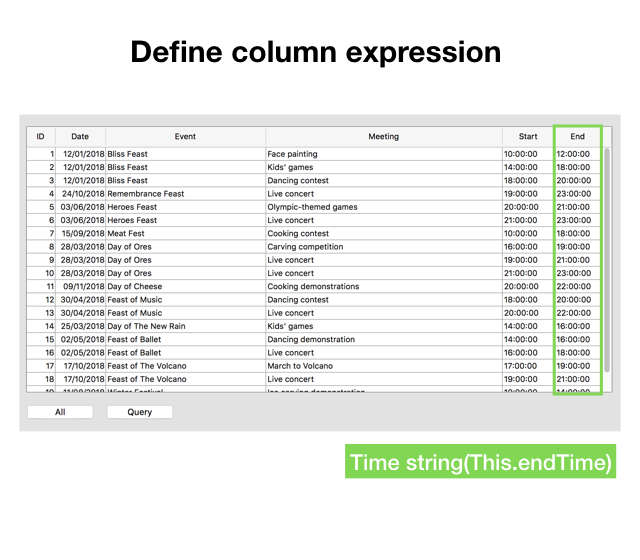 Define column expression
ID Date Event Meeting Start End
1 12/01/2018 Bliss Feast Face painting 10:00:00 12:00:00
2 12/01/2018 Bliss Feast Kids' games 14:00:00 18:00:00
3 12/01/2018 Bliss Feast Dancing contest 18:00:00 20:00:00
4 24/10/2018 Remembrance Feast Live concert 19:00:00 23:00:00
5 03/06/2018 Heroes Feast Olympic-themed games 20:00:00 21:00:00
6 03/06/2018 Heroes Feast Live concert 21:00:00 23:00:00
7 15/09/2018 Meat Fest Cooking contest 10:00:00 18:00:00
8 28/03/2018 Day of Ores Carving competition 16:00:00 19:00:00
9 28/03/2018 Day of Ores Live concert 19:00:00 21:00:00
10 28/03/2018 Day of Ores Live concert 21:00:00 23:00:00
11 09/11/2018 Day of Cheese Cooking demonstrations 20:00:00 22:00:00
12 30/04/2018 Feast of Music Dancing contest 18:00:00 20:00:00
13 30/04/2018 Feast of Music Live concert 20:00:00 22:00:00
14 25/03/2018 Day of The New Rain Kids' games 14:00:00 16:00:00
15 02/05/2018 Feast of Ballet Dancing demonstration 14:00:00 16:00:00
16 02/05/2018 Feast of Ballet Live concert 16:00:00 18:00:00
17 17/10/2018 Feast of The Volcano March to Volcano 17:00:00 19:00:00
18 17/10/2018 Feast of The Volcano Live concert 19:00:00 21:00:00
All Query
Time string(This.endTime)